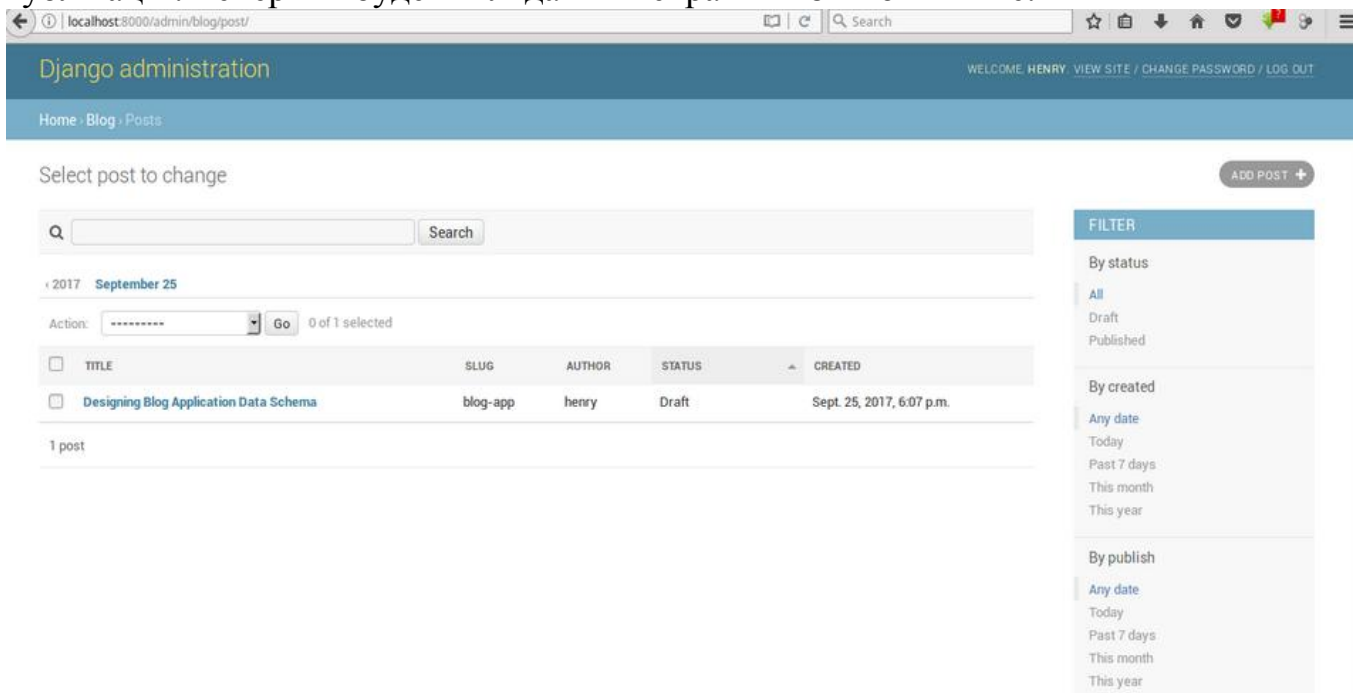 localhost:8000/admin/blog/post/
Search
Django administration
WELCOME, HENRY. VIEW SITE / CHANGE PASSWORD / LOG OUT
Home › Blog › Posts
Select post to change
ADD POST +
Search
‹ 2017 September 25
Action: --------- Go 0 of 1 selected
TITLE SLUG AUTHOR STATUS CREATED
Designing Blog Application Data Schema blog-app henry Draft Sept. 25, 2017, 6:07 p.m.
1 post
FILTER
By status
All
Draft
Published
By created
Any date
Today
Past 7 days
This month
This year
By publish
Any date
Today
Past 7 days
This month
This year